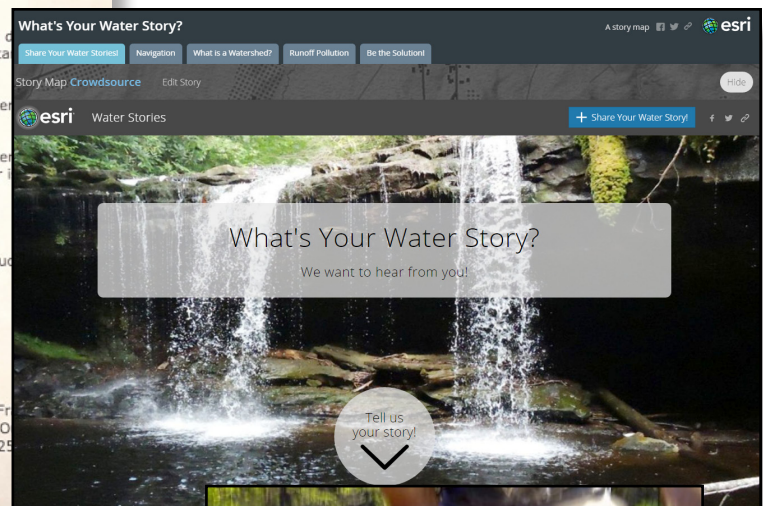 What's Your Water Story?
A story map
esri
Share Your Water Stories! Navigation What is a Watershed? Runoff Pollution Be the Solution!
Story Map Crowdsource Edit Story Hide
esri Water Stories + Share Your Water Story!
What's Your Water Story?
We want to hear from you!
Tell us
your story!